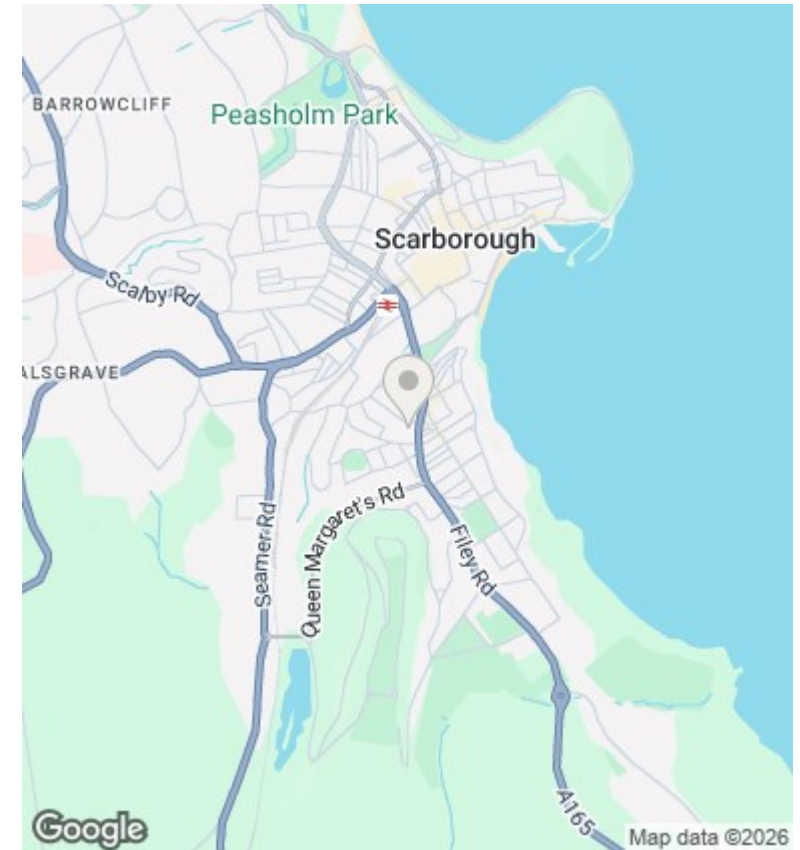 BARROWCLIFF
Peasholm Park
Scarborough
Scalby Rd
ALSGRAVE
Queen Margaret's Rd
Seamer Rd
Filey Rd
A165
Google
Map data ©2026